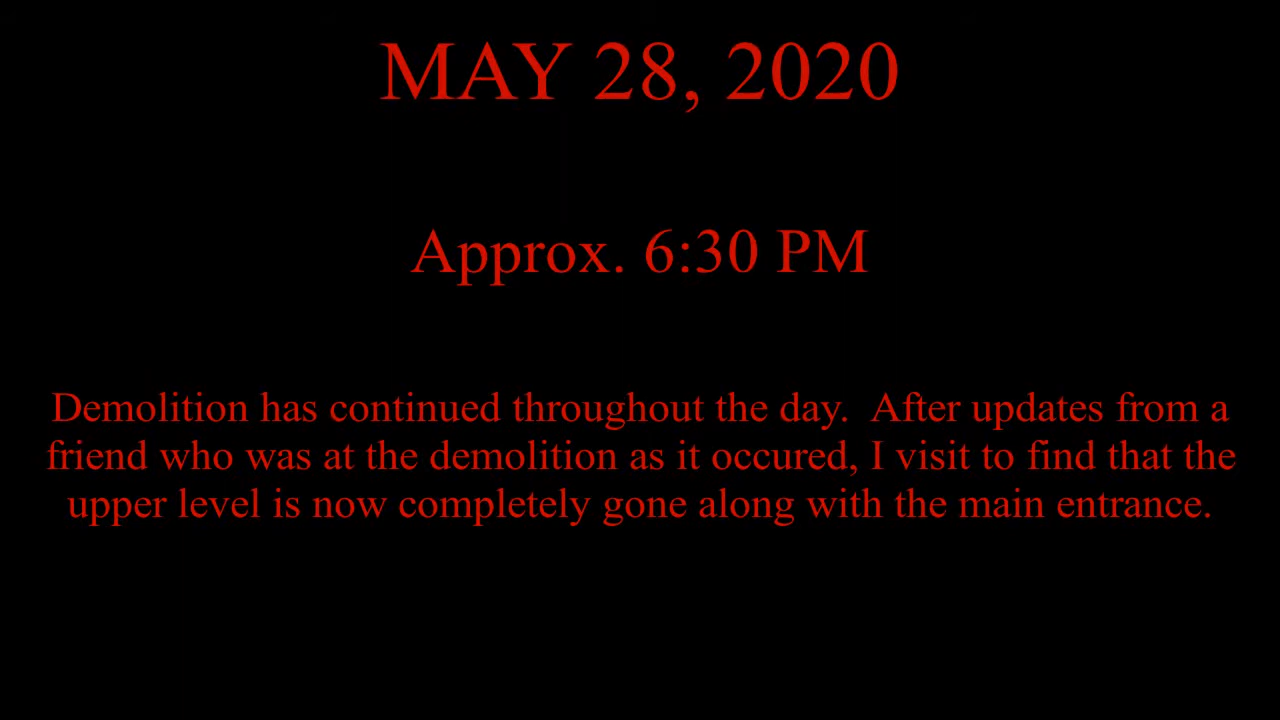 MAY 28, 2020
Approx. 6:30 PM
Demolition has continued throughout the day.  After updates from a
friend who was at the demolition as it occured, I visit to find that the
upper level is now completely gone along with the main entrance.